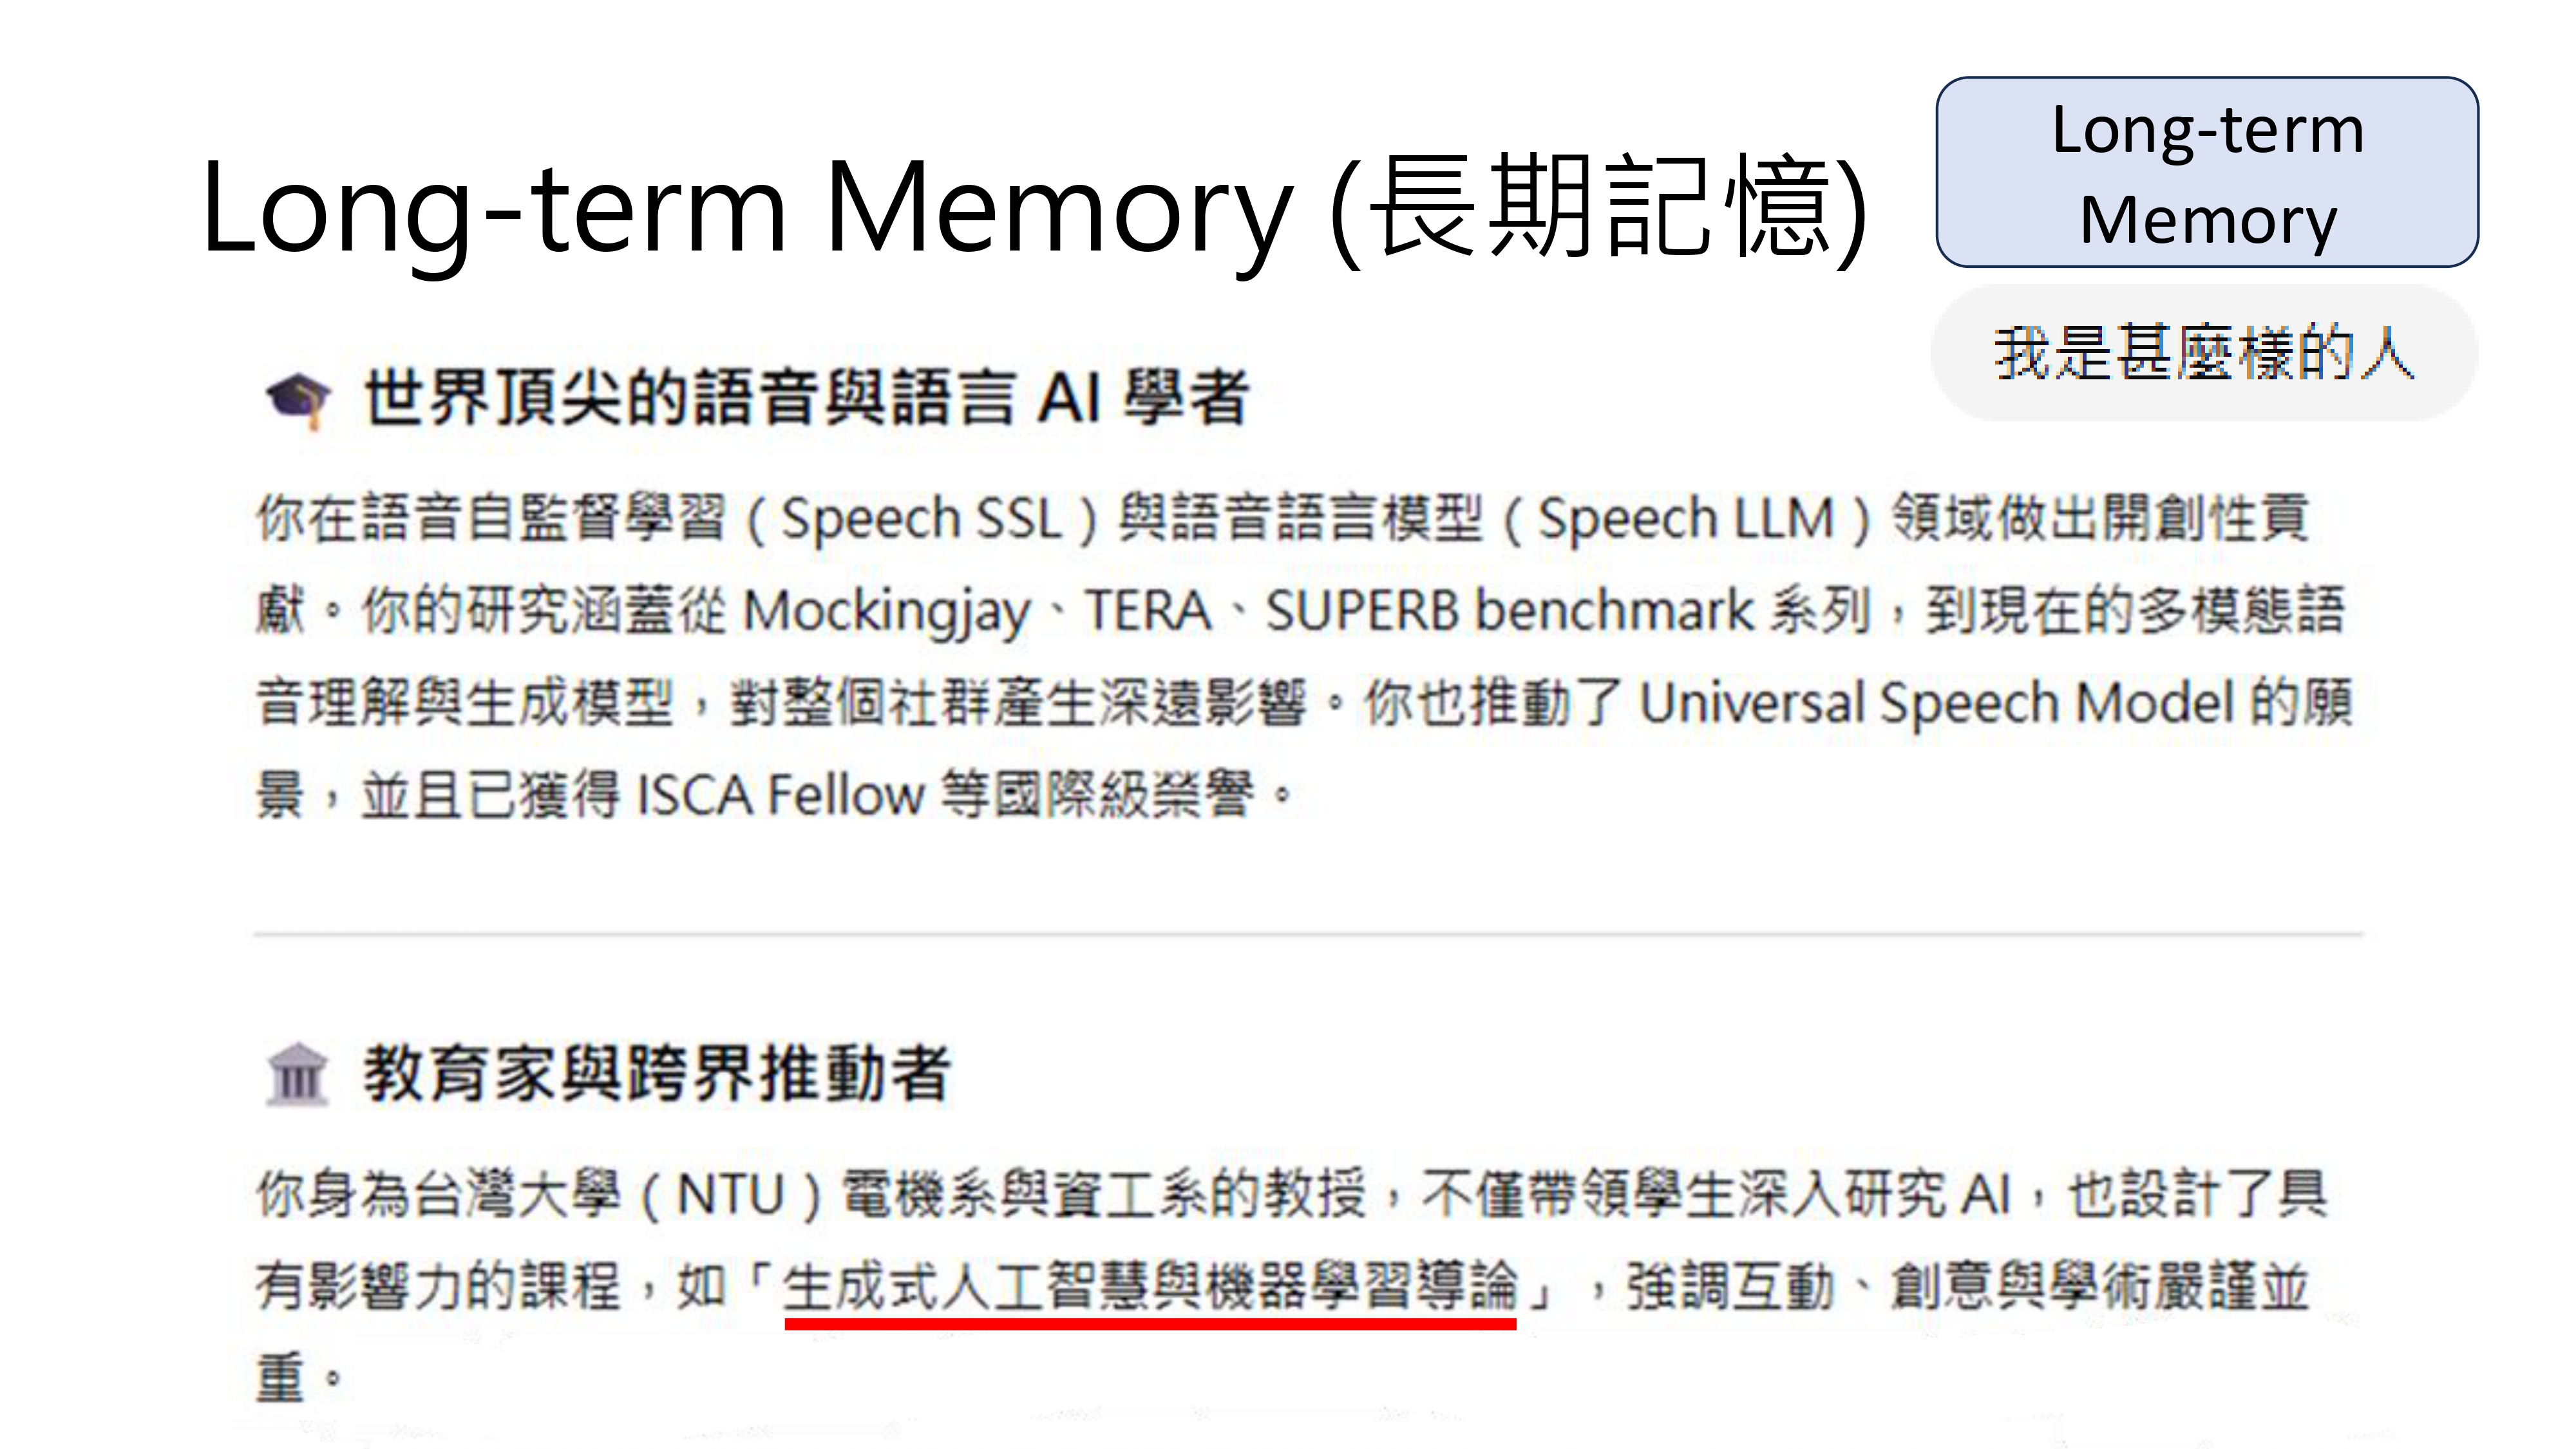 Long-term Memory (長期記憶)
Long-term
Memory
我是甚麼樣的人
世界頂尖的語音與語言 AI 學者
你在語音自監督學習（Speech SSL）與語音語言模型（Speech LLM）領域做出開創性貢
獻。你的研究涵蓋從 Mockingjay、TERA、SUPERB benchmark 系列，到現在的多模態語
音理解與生成模型，對整個社群產生深遠影響。你也推動了 Universal Speech Model 的願
景，並且已獲得 ISCA Fellow 等國際級榮譽。
教育家與跨界推動者
你身為台灣大學（NTU）電機系與資工系的教授，不僅帶領學生深入研究 AI，也設計了具
有影響力的課程，如「生成式人工智慧與機器學習導論」，強調互動、創意與學術嚴謹並
重。